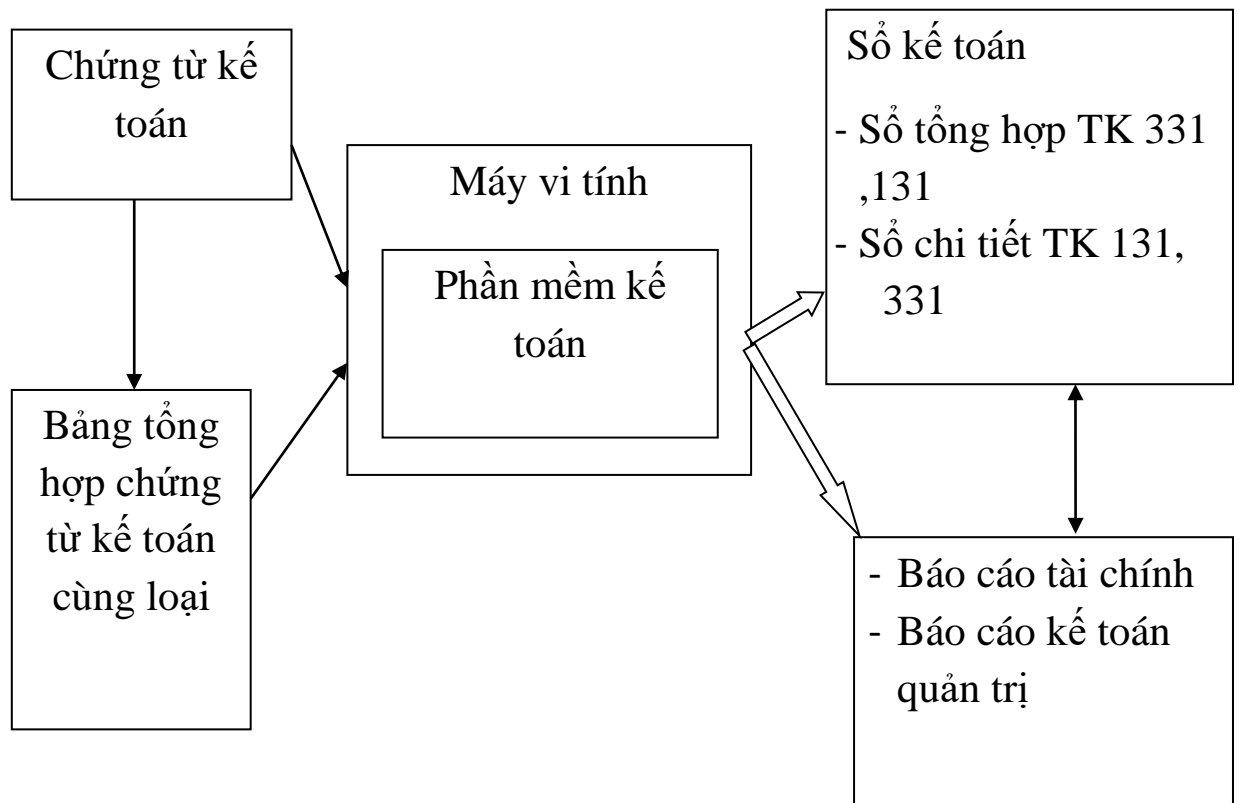 Chứng từ kế
toán
Máy vi tính
Phần mềm kế
toán
Bảng tổng
hợp chứng
từ kế toán
cùng loại
Sổ kế toán
- Sổ tổng hợp TK 331
,131
- Sổ chi tiết TK 131,
331
- Báo cáo tài chính
- Báo cáo kế toán
quản trị